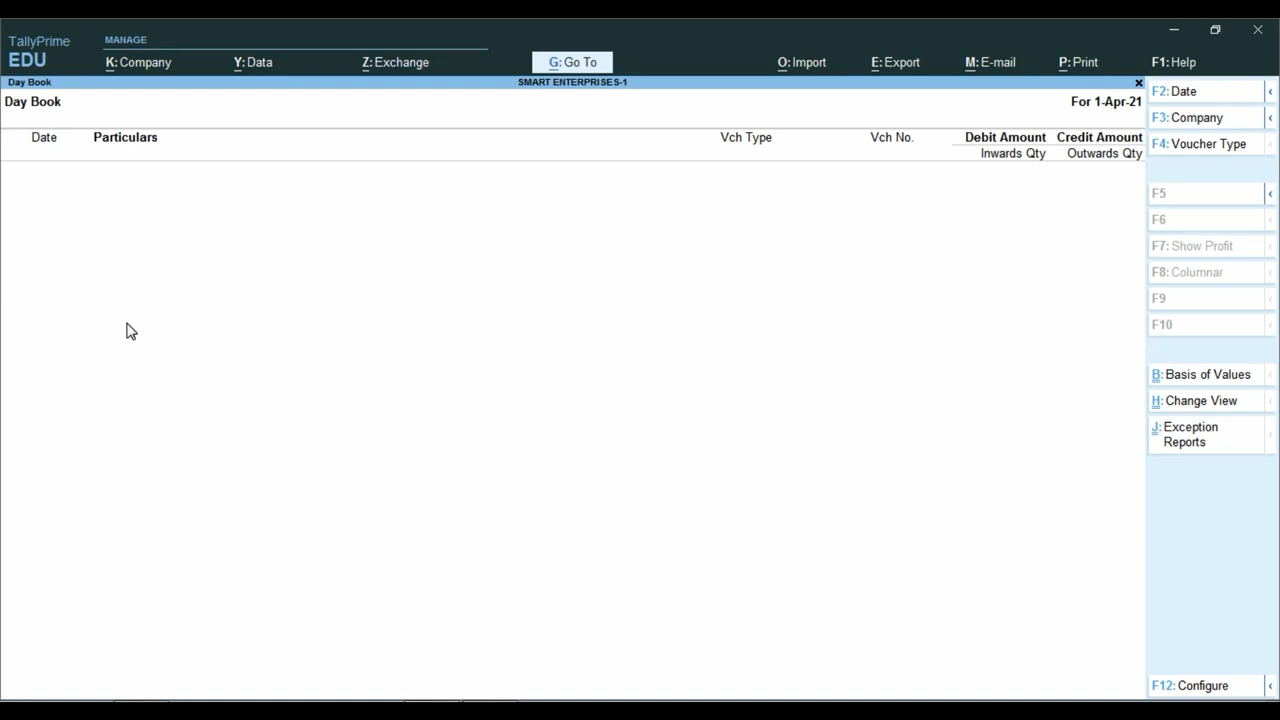 TallyPrime
EDU
MANAGE
K: Company
Y: Data
Z: Exchange
G: Go To
O: Import
E: Export
M: E-mail
P: Print
F1: Help
Day Book
SMART ENTERPRISES-1
Day Book
For 1-Apr-21
Date Particulars Vch Type Vch No. Debit Amount Credit Amount
Inwards Qty Outwards Qty
F2: Date
F3: Company
F4: Voucher Type
F5
F6
F7: Show Profit
F8: Columnar
F9
F10
B: Basis of Values
H: Change View
J: Exception
Reports
F12: Configure